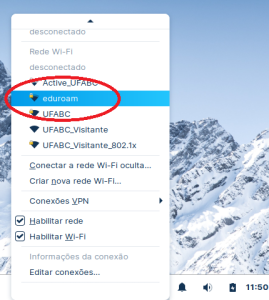 desconectado
Rede Wi-Fi
desconectado
Active_UFABC
eduroam
UFABC
UFABC_Visitante
UFABC_Visitante_802.1x
Conectar a rede Wi-Fi oculta...
Criar nova rede Wi-Fi...
Conexões VPN
Habilitar rede
Habilitar Wi-Fi
Informações da conexão
Editar conexões...
11:50